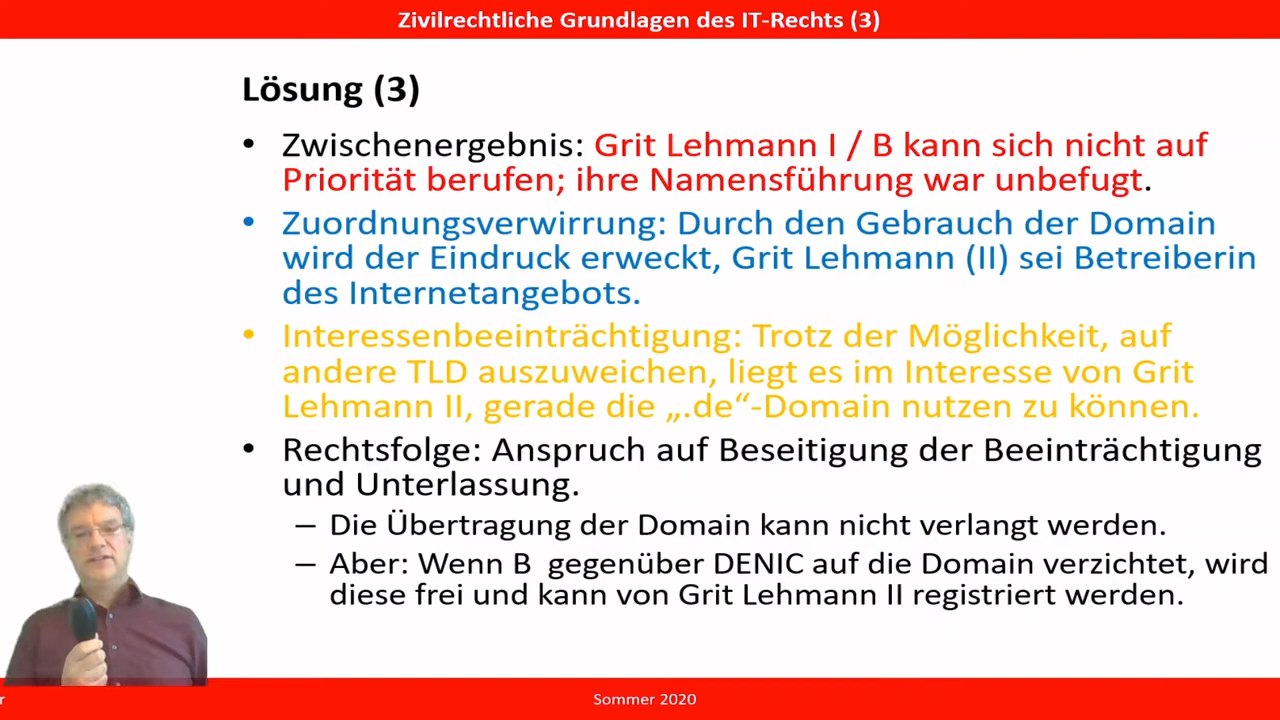 Zivilrechtliche Grundlagen des IT-Rechts (3)
Lösung (3)
• Zwischenergebnis: Grit Lehmann I / B kann sich nicht auf
Priorität berufen; ihre Namensführung war unbefugt.
• Zuordnungsverwirrung: Durch den Gebrauch der Domain
wird der Eindruck erweckt, Grit Lehmann (II) sei Betreiberin
des Internetangebots.
• Interessenbeeinträchtigung: Trotz der Möglichkeit, auf
andere TLD auszuweichen, liegt es im Interesse von Grit
Lehmann II, gerade die „.de“-Domain nutzen zu können.
• Rechtsfolge: Anspruch auf Beseitigung der Beeinträchtigung
und Unterlassung.
– Die Übertragung der Domain kann nicht verlangt werden.
– Aber: Wenn B gegenüber DENIC auf die Domain verzichtet, wird
diese frei und kann von Grit Lehmann II registriert werden.
Sommer 2020